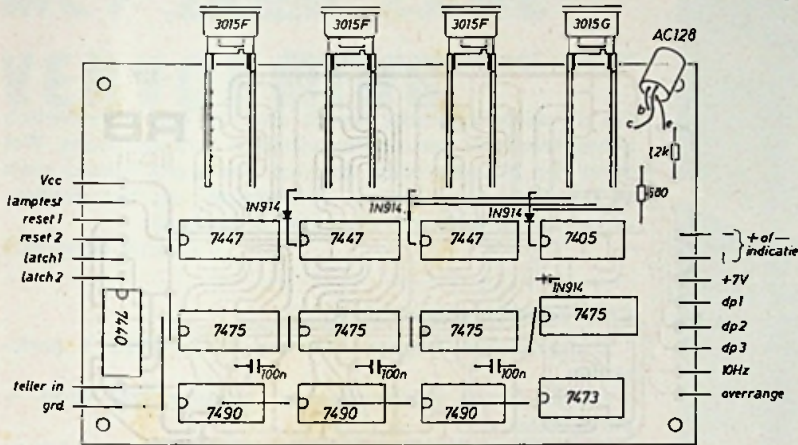 3015F 3015F 3015F 3015G
AC128
b
c e
1,2k
680
Vcc
lamptest
reset 1
reset 2
latch1
latch 2
teller in
grd.
1N914 1N914 1N914
7447 7447 7447 7405
1N914
7440
7475 7475 7475 7475
100n 100n 100n
7490 7490 7490 7473
+ of —
indicatie
+7V
dp1
dp2
dp3
10Hz
overrange